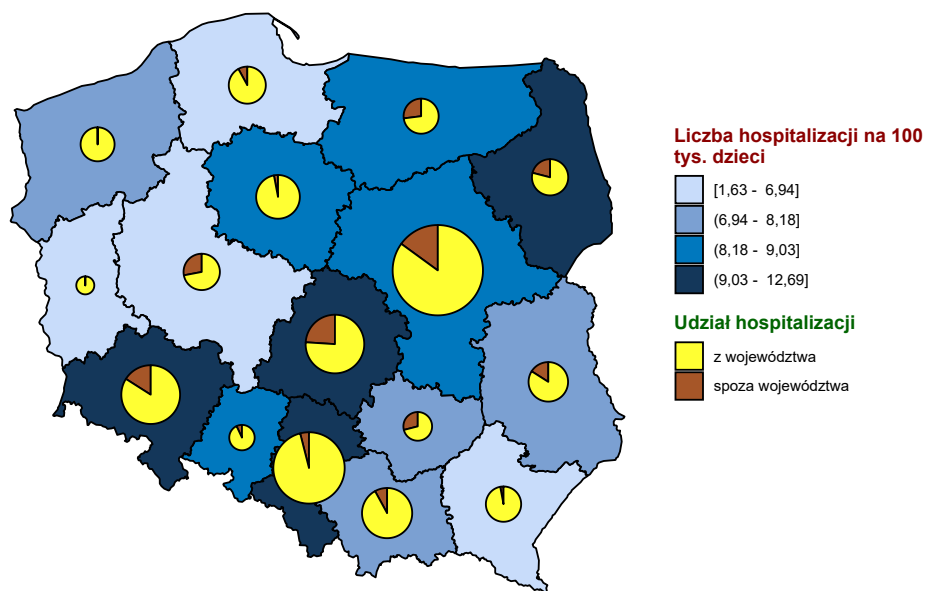 Liczba hospitalizacji na 100
tys. dzieci
[1,63 - 6,94]
(6,94 - 8,18]
(8,18 - 9,03]
(9,03 - 12,69]
Udział hospitalizacji
z województwa
spoza województwa